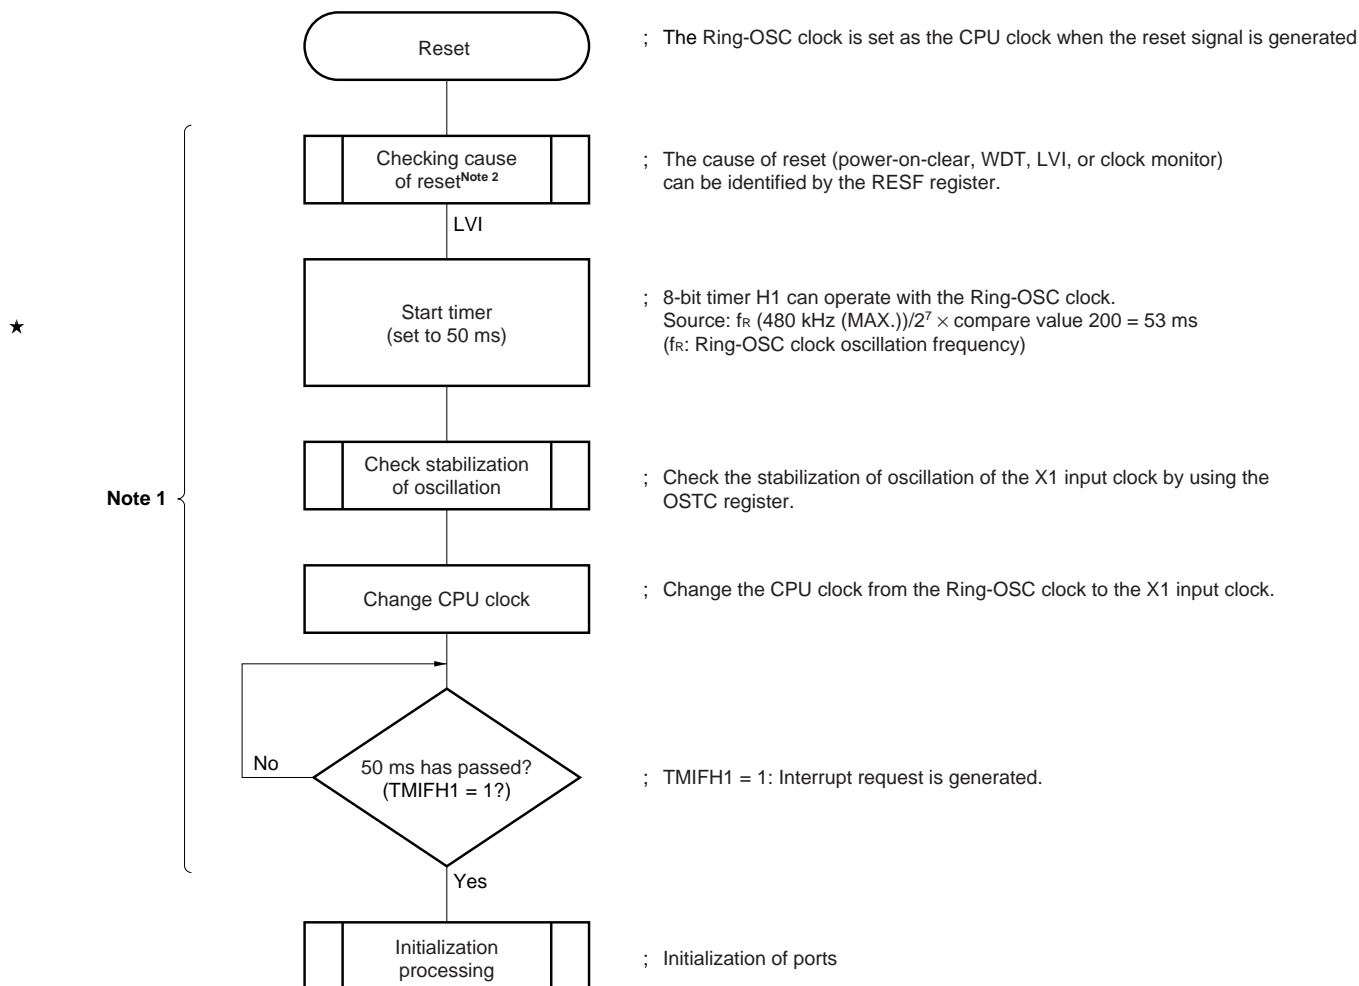 Reset
; The Ring-OSC clock is set as the CPU clock when the reset signal is generated
Checking cause
of reset Note 2
; The cause of reset (power-on-clear, WDT, LVI, or clock monitor)
can be identified by the RESF register.
LVI
★
Start timer
(set to 50 ms)
; 8-bit timer H1 can operate with the Ring-OSC clock.
Source: fR (480 kHz (MAX.))/2⁷ × compare value 200 = 53 ms
(fR: Ring-OSC clock oscillation frequency)
Note 1
Check stabilization
of oscillation
; Check the stabilization of oscillation of the X1 input clock by using the
OSTC register.
Change CPU clock
; Change the CPU clock from the Ring-OSC clock to the X1 input clock.
No
50 ms has passed?
(TMIFH1 = 1?)
; TMIFH1 = 1: Interrupt request is generated.
Yes
Initialization
processing
; Initialization of ports